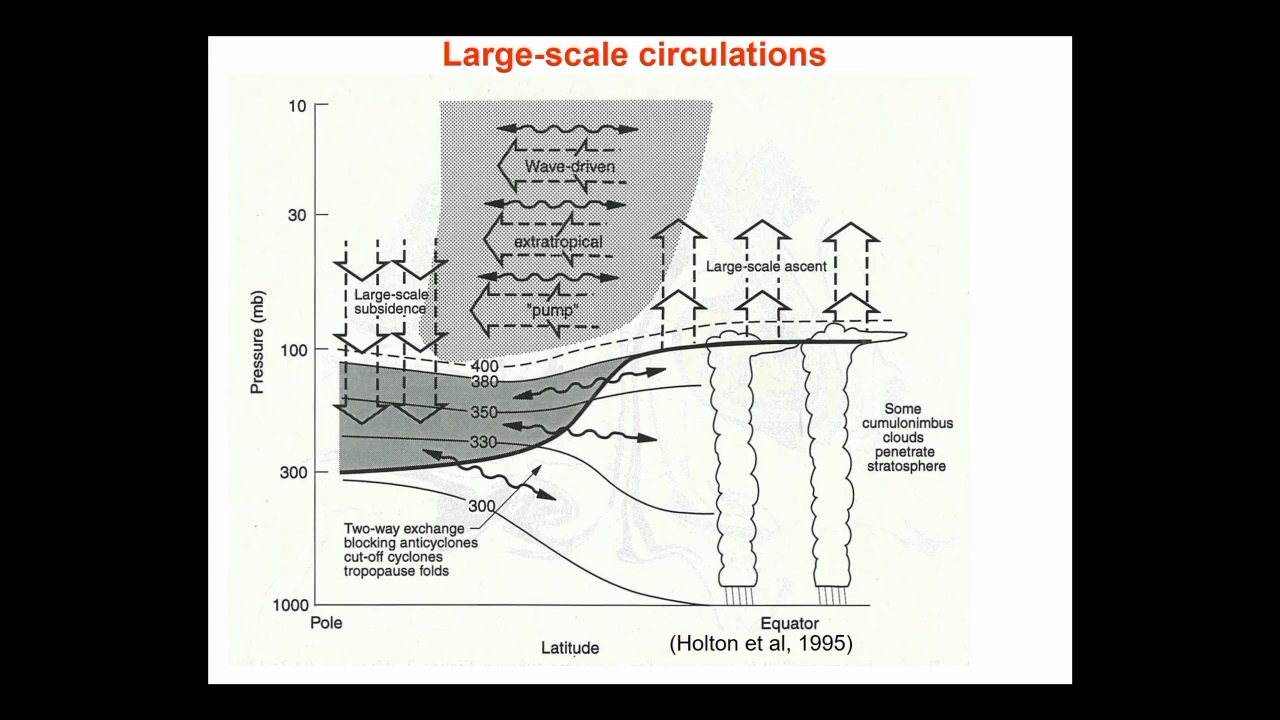 Large-scale circulations
10
30
100
300
1000
Pressure (mb)
Wave-driven
extratropical
"pump"
Large-scale
subsidence
Large-scale ascent
400
380
350
330
300
Some
cumulonimbus
clouds
penetrate
stratosphere
Two-way exchange
blocking anticyclones
cut-off cyclones
tropopause folds
Pole
Equator
Latitude
(Holton et al, 1995)